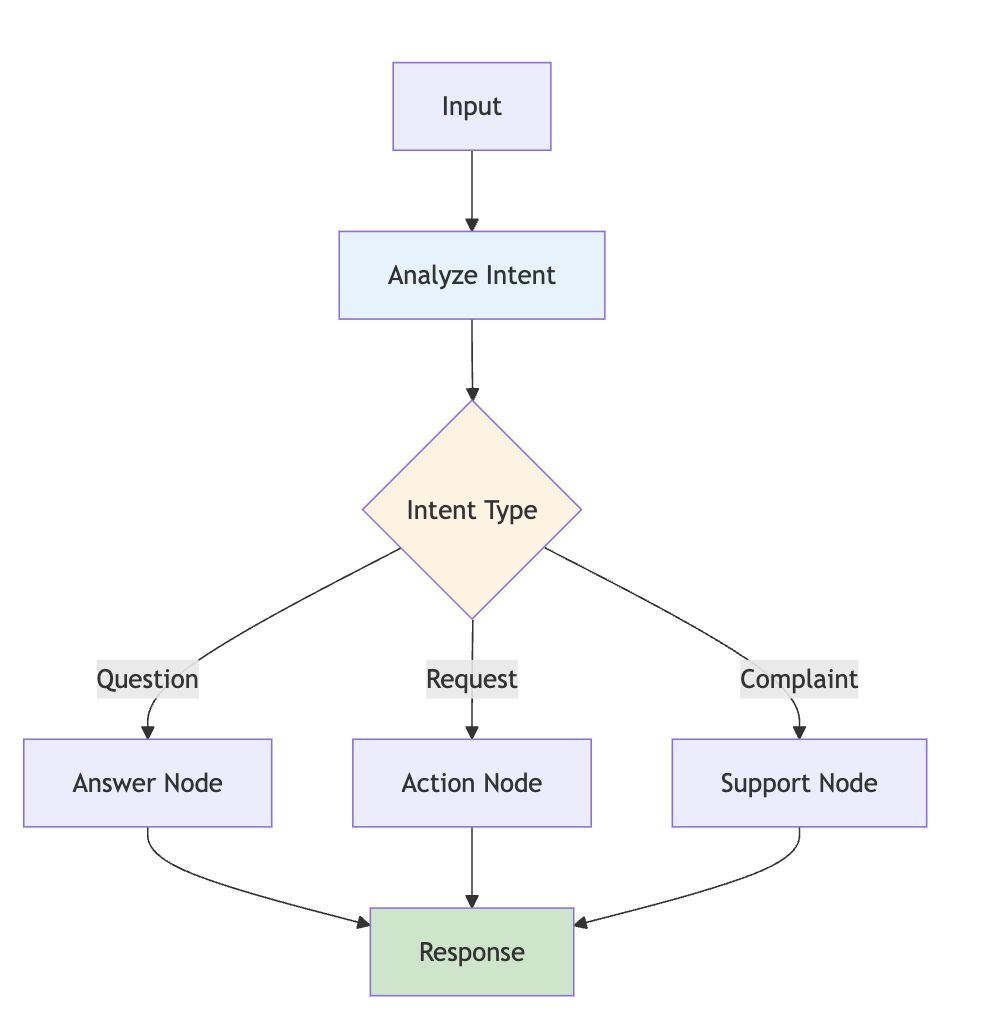 Input
Analyze Intent
Intent Type
Question
Request
Complaint
Answer Node
Action Node
Support Node
Response